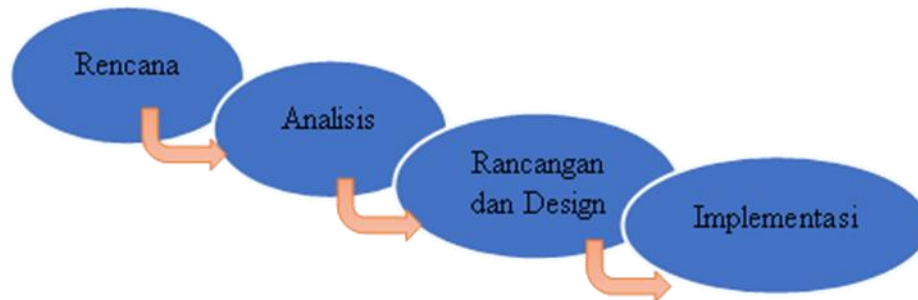 Rencana
Analisis
Rancangan
dan Design
Implementasi